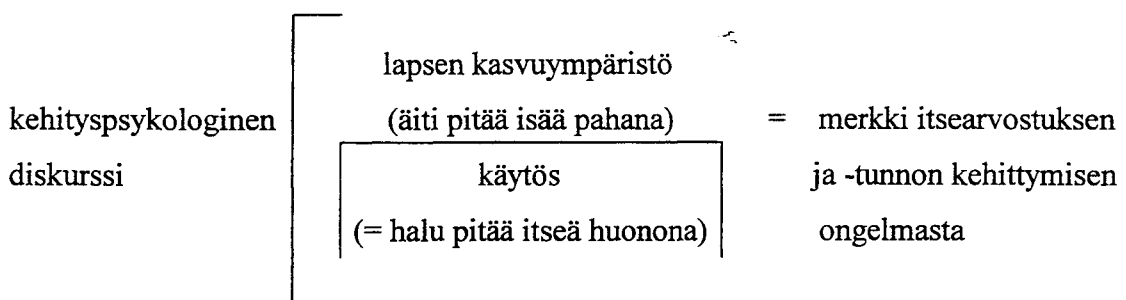 lapsen kasvuympäristö
kehityspsykologinen (äiti pitää isää pahana) = merkki itsearvostuksen
diskurssi käytös ja -tunnon kehittymisen
(= halu pitää itseä huonona) ongelmasta